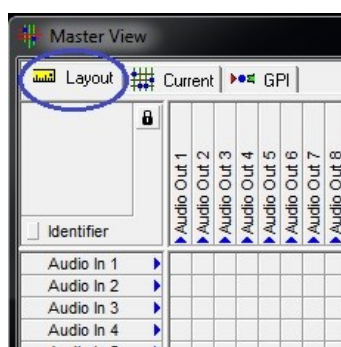 Master View
Layout Current GPI
Audio Out 1
Audio Out 2
Audio Out 3
Audio Out 4
Audio Out 5
Audio Out 6
Audio Out 7
Audio Out 8
Identifier
Audio In 1
Audio In 2
Audio In 3
Audio In 4